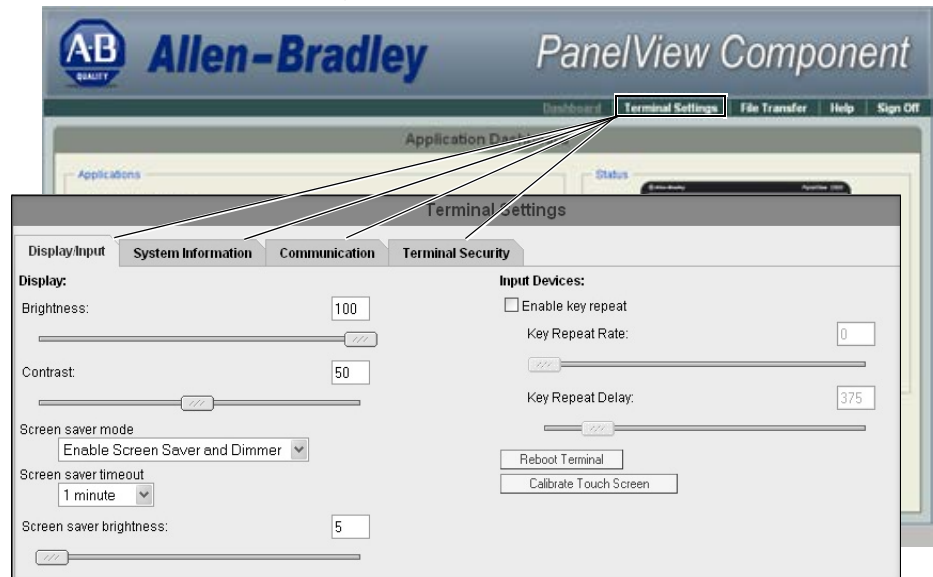 A·B
QUALITY
Allen-Bradley
PanelView Component
Dashboard
Terminal Settings
File Transfer
Help
Sign Off
Application
Applications
Status
Allen-Bradley
Terminal Settings
Display/Input
System Information
Communication
Terminal Security
Display:
Brightness:
100
Contrast:
50
Screen saver mode
Enable Screen Saver and Dimmer
Screen saver timeout
1 minute
Screen saver brightness:
5
Input Devices:
Enable key repeat
Key Repeat Rate:
0
Key Repeat Delay:
375
Reboot Terminal
Calibrate Touch Screen